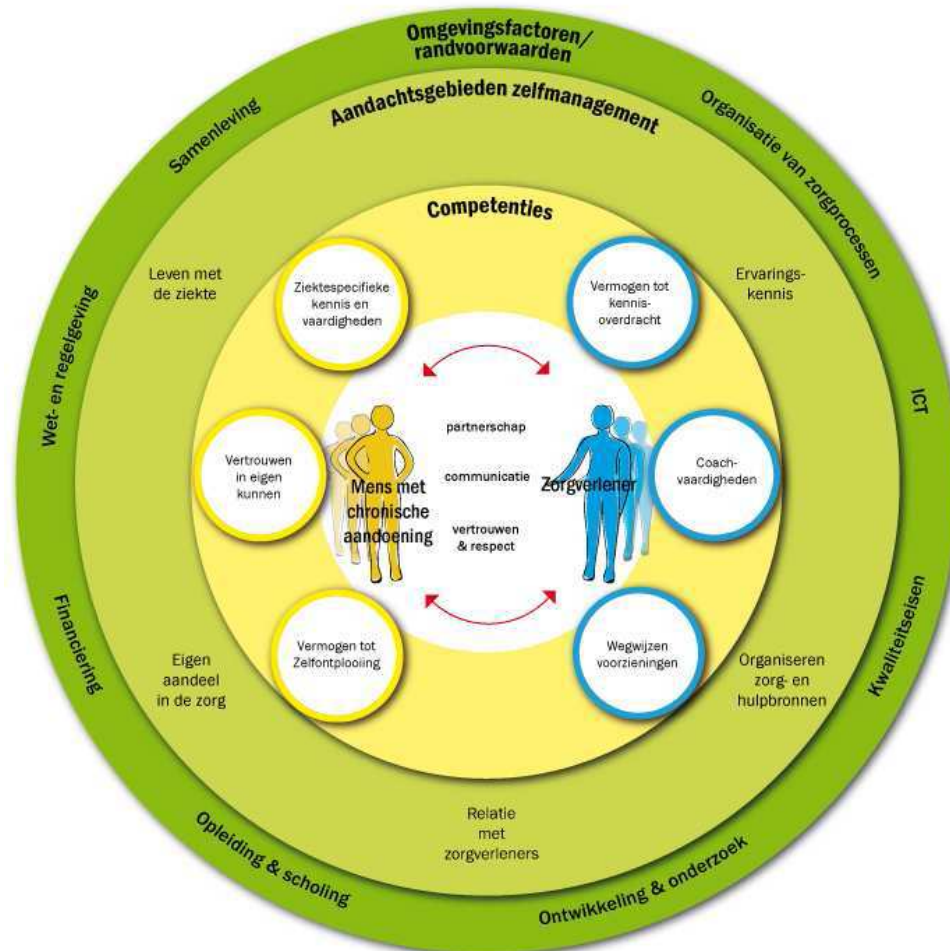 Omgevingsfactoren/
randvoorwaarden
Samenleving
Organisatie van zorgprocessen
Wet- en regelgeving
ICT
Financiering
Kwaliteitseisen
Opleiding & scholing
Ontwikkeling & onderzoek
Aandachtsgebieden zelfmanagement
Leven met
de ziekte
Ervarings-
kennis
Eigen
aandeel
in de zorg
Organiseren
zorg- en
hulpbronnen
Relatie
met
zorgverleners
Competenties
Ziektespecifieke
kennis en
vaardigheden
Vermogen tot
kennis-
overdracht
Vertrouwen
in eigen
kunnen
Coach-
vaardigheden
Vermogen tot
Zelfontplooiing
Wegwijzen
voorzieningen
Mens met
chronische
aandoening
partnerschap
communicatie
vertrouwen
& respect
Zorgverlener